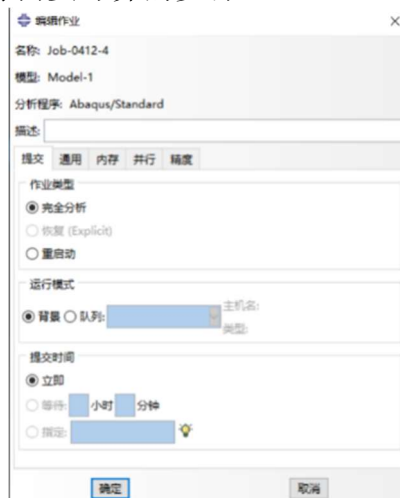 编辑作业
名称: Job-0412-4
模型: Model-1
分析程序: Abaqus/Standard
描述:
提交 通用 内存 并行 精度
作业类型
完全分析
恢复 (Explicit)
重启动
运行模式
背景 队列: 主机名:
类型:
提交时间
立即
等待: 小时 分钟
指定:
确定 取消